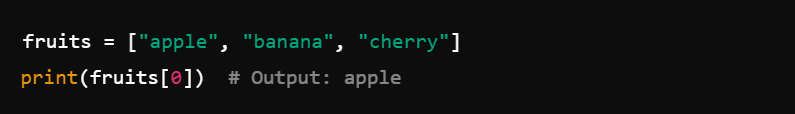 fruits = ["apple", "banana", "cherry"]
print(fruits[0])  # Output: apple